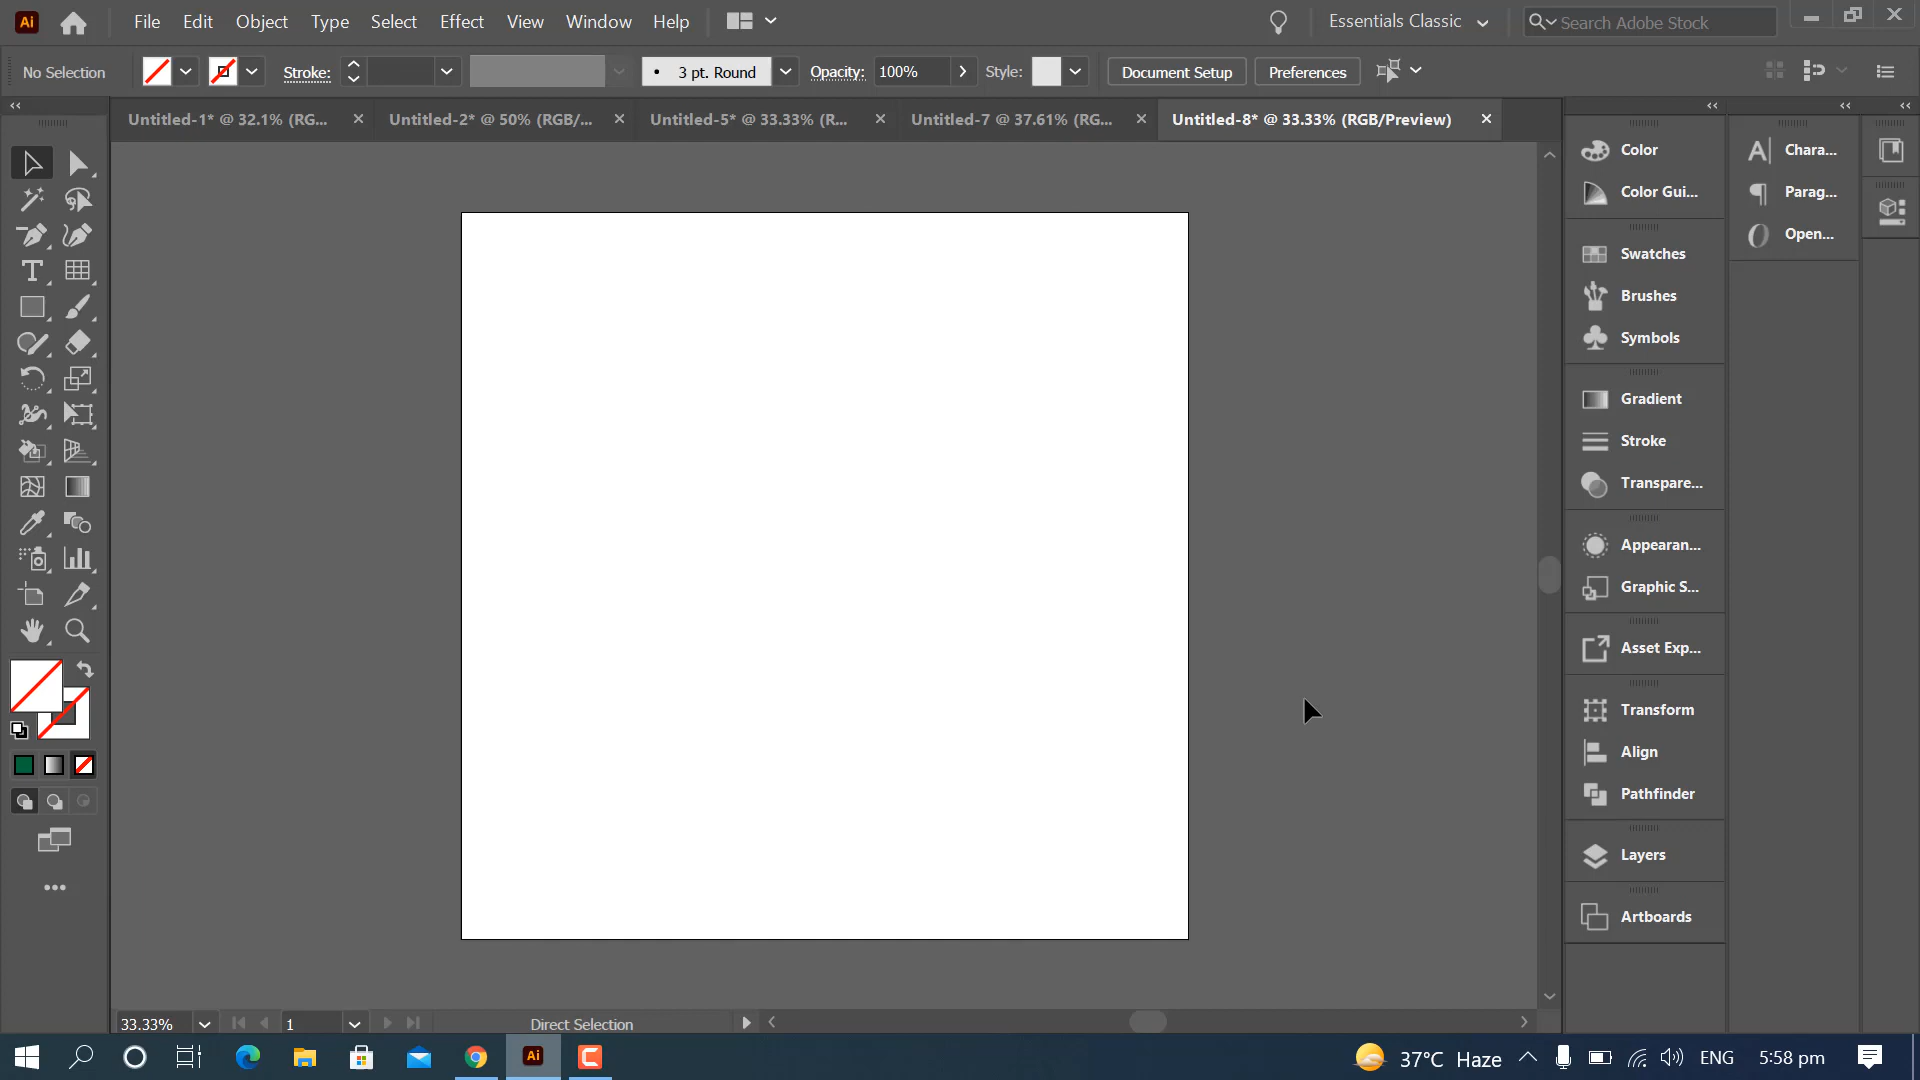 Ai File Edit Object Type Select Effect View Window Help Essentials Classic Search Adobe Stock
No Selection Stroke: 3 pt. Round Opacity: 100% Style: Document Setup Preferences
Untitled-1* @ 32.1% (RG... Untitled-2* @ 50% (RGB/... Untitled-5* @ 33.33% (R... Untitled-7 @ 37.61% (RG... Untitled-8* @ 33.33% (RGB/Preview)
Color
Color Gui...
Swatches
Brushes
Symbols
Gradient
Stroke
Transpare...
Appearan...
Graphic S...
Asset Exp...
Transform
Align
Pathfinder
Layers
Artboards
Chara...
Parag...
Open...
33.33% 1 Direct Selection
Ai 37°C Haze ENG 5:58 pm